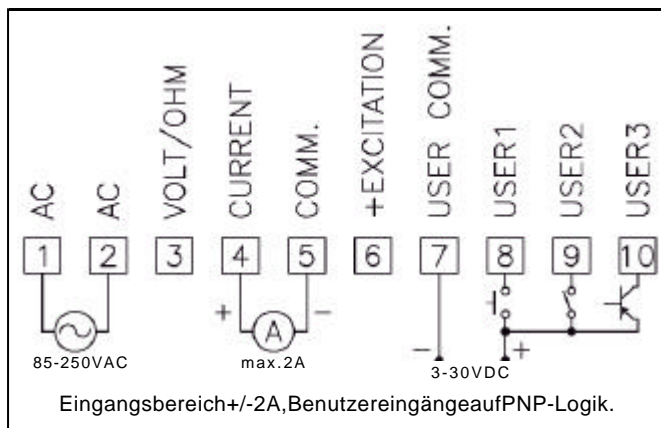 AC
AC
VOLT/OHM
CURRENT
COMM.
+EXCITATION
USER COMM.
USER1
USER2
USER3
1 2 3 4 5 6 7 8 9 10
+ A −
− +
85-250VAC max.2A 3-30VDC
Eingangsbereich+/-2A,BenutzereingängeaufPNP-Logik.